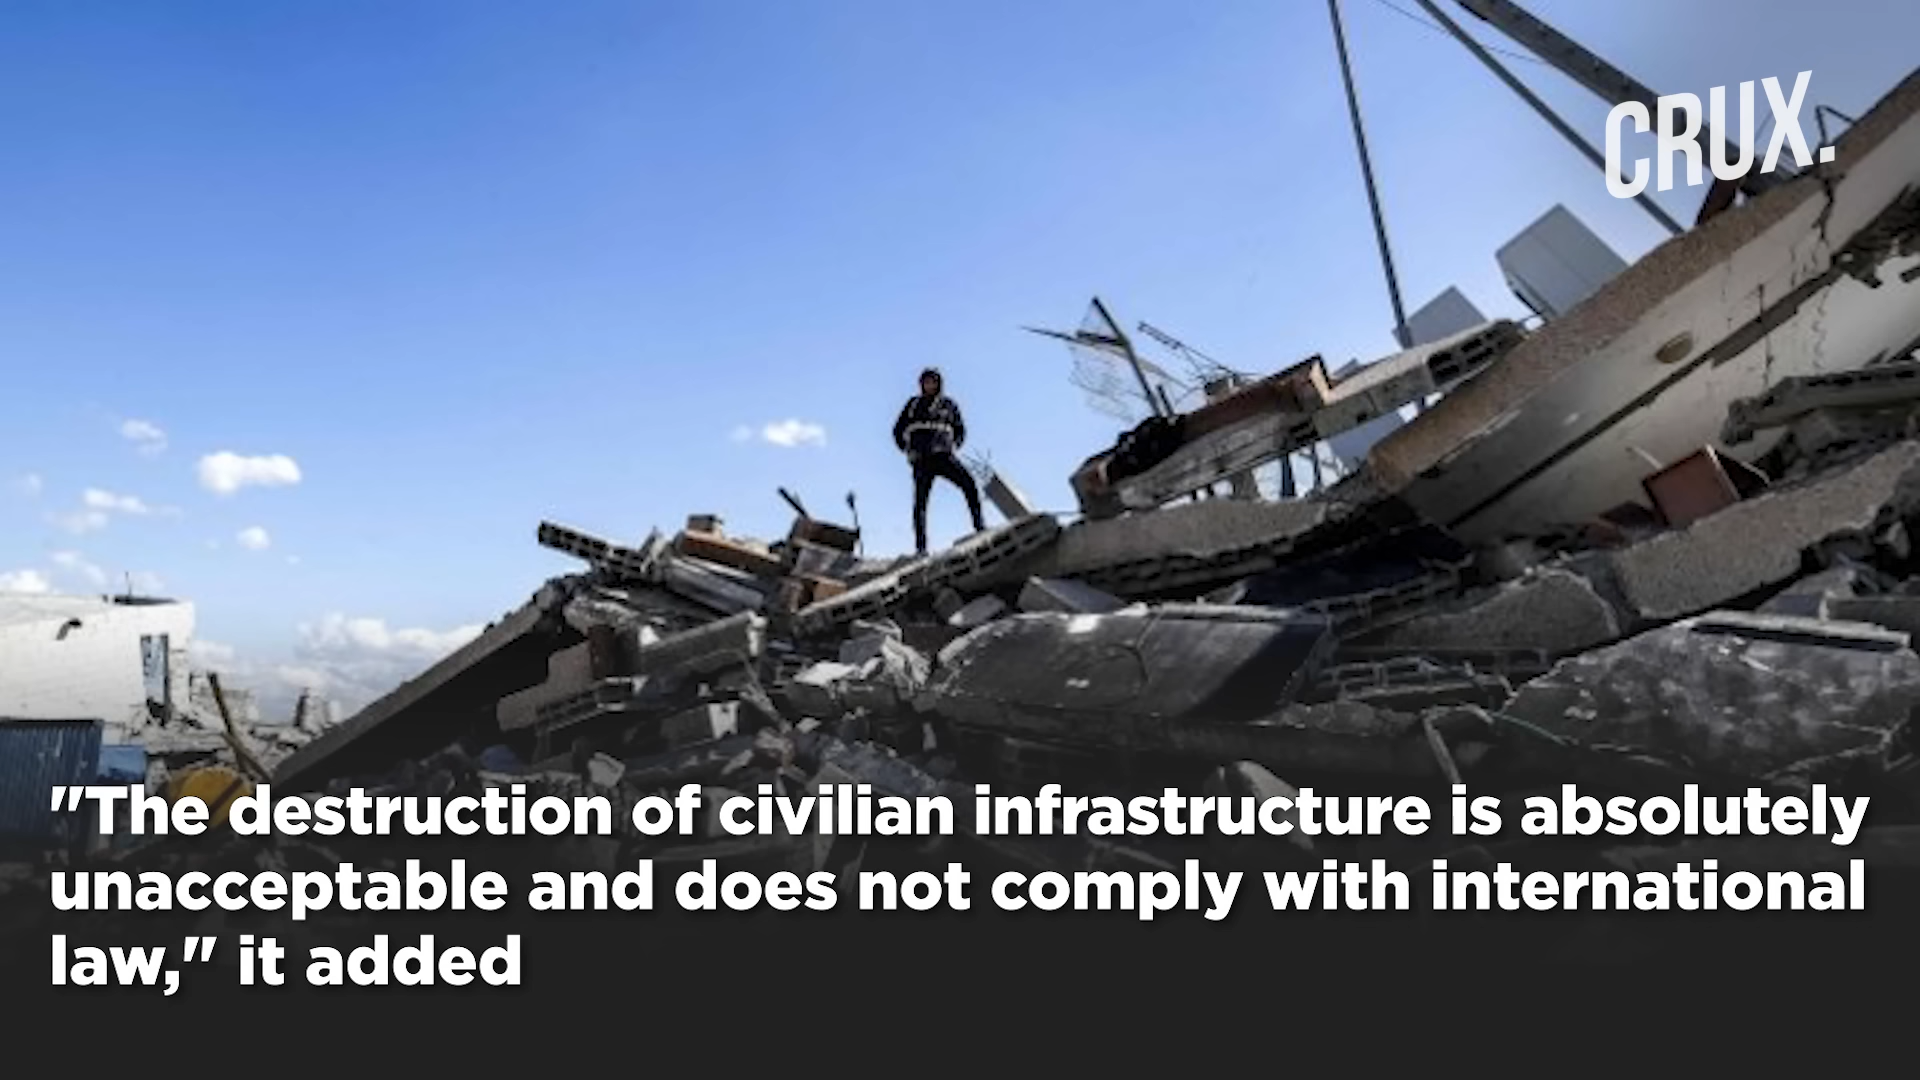 CRUX.
"The destruction of civilian infrastructure is absolutely
unacceptable and does not comply with international
law," it added